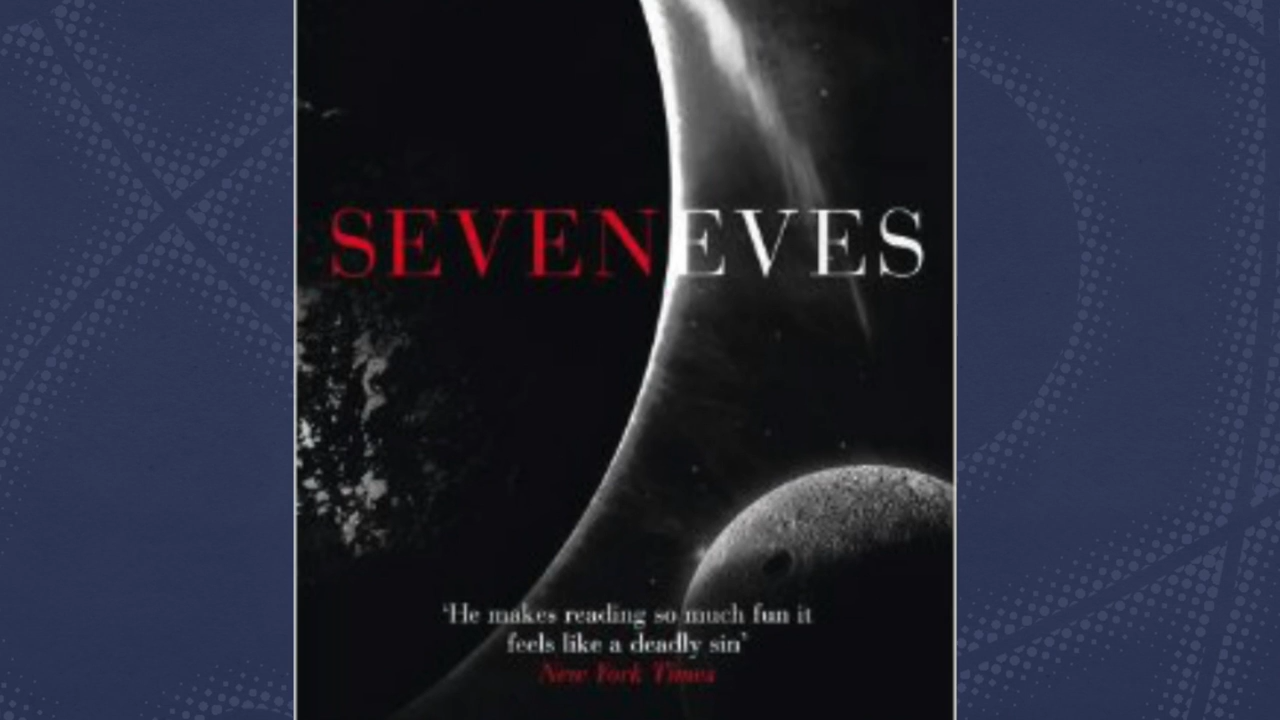 SEVENEVES
‘He makes reading so much fun it
feels like a deadly sin’
New York Times